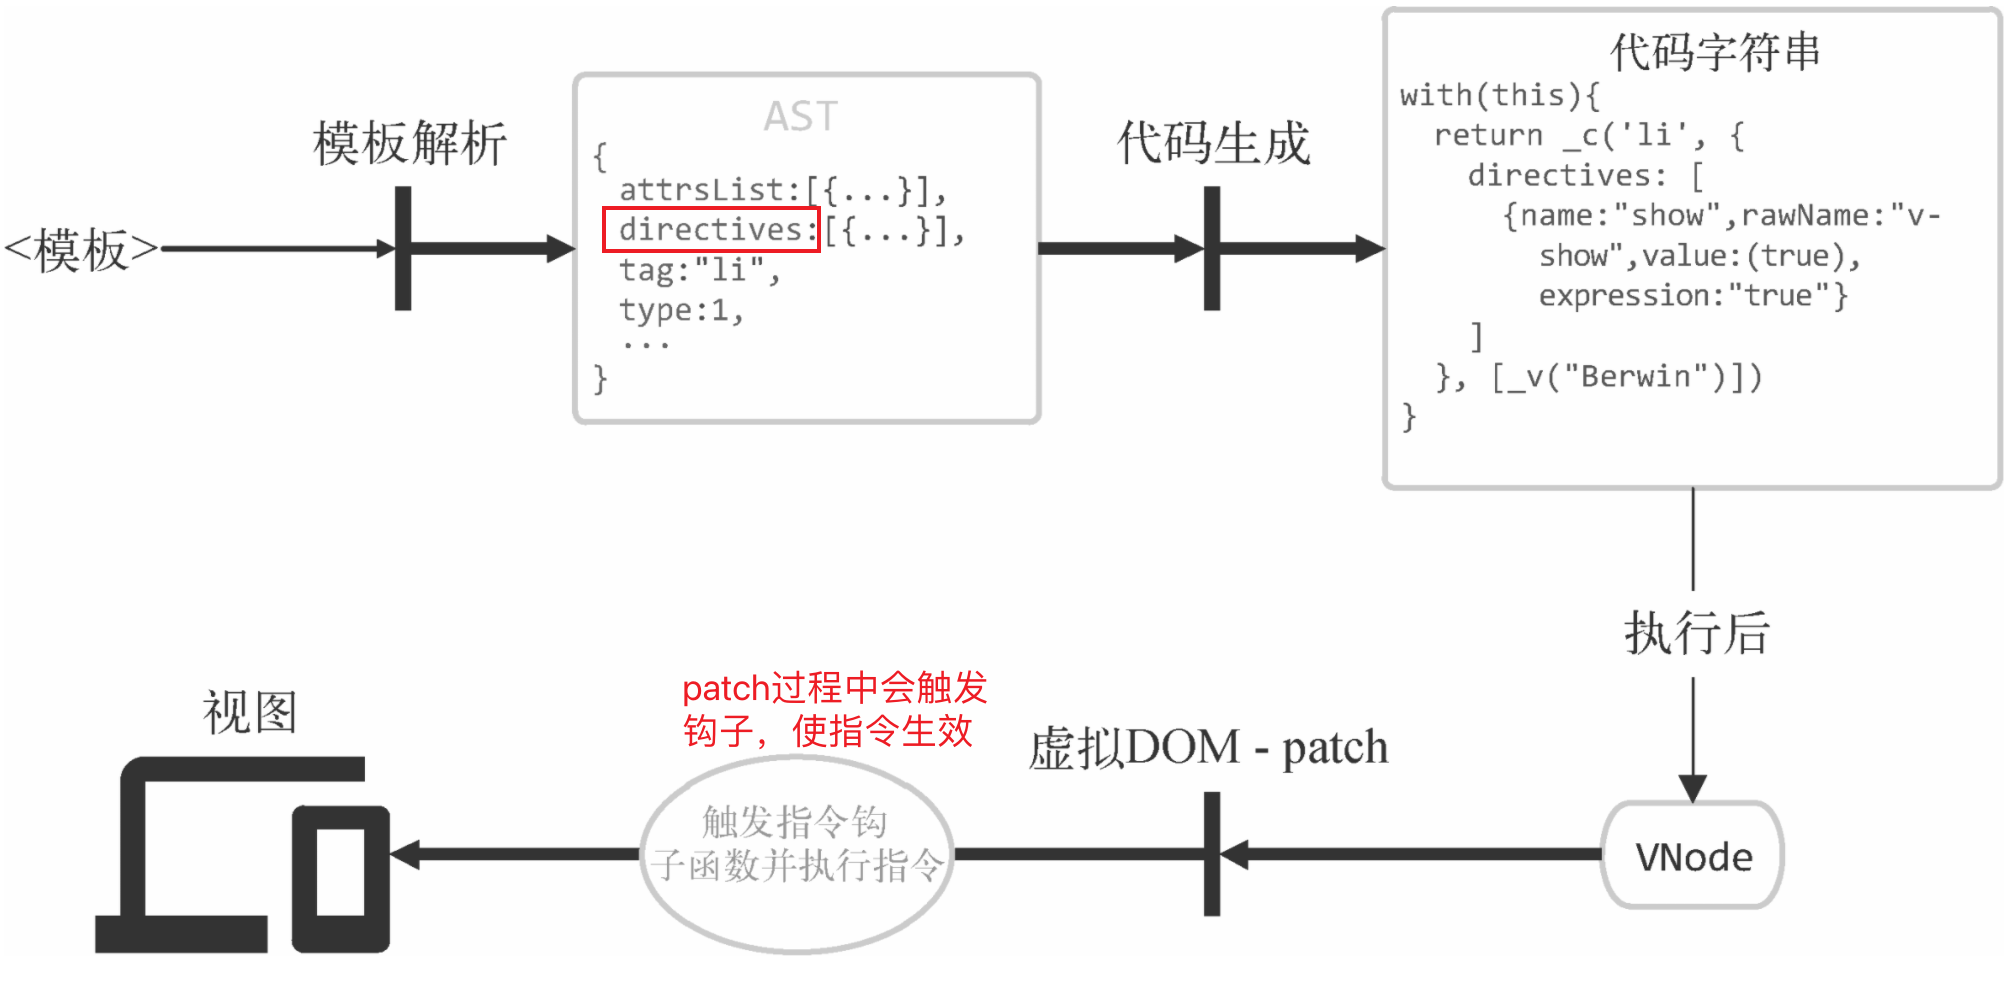 <模板>
模板解析
AST
{
attrsList:[{...}],
directives:[{...}],
tag:"li",
type:1,
...
}
代码生成
代码字符串
with(this){
return _c('li', {
directives: [
{name:"show",rawName:"v-
show",value:(true),
expression:"true"}
]
}, [_v("Berwin")])
}
执行后
VNode
虚拟DOM - patch
patch过程中会触发
钩子，使指令生效
触发指令钩
子函数并执行指令
视图